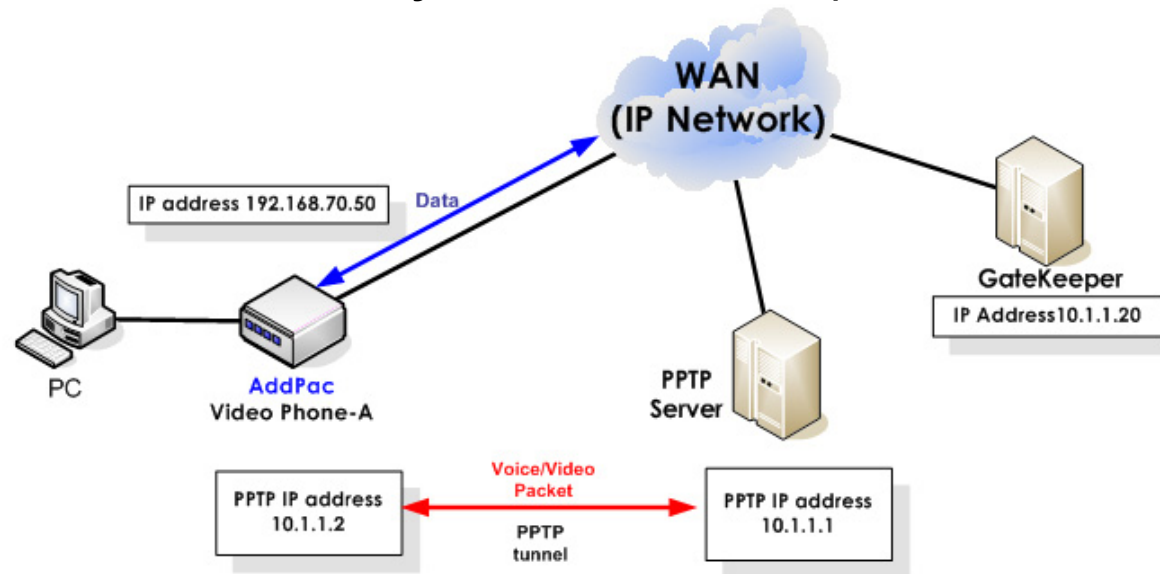 WAN
(IP Network)
IP address 192.168.70.50
Data
GateKeeper
IP Address10.1.1.20
PC
AddPac
Video Phone-A
PPTP
Server
PPTP IP address
10.1.1.2
Voice/Video
Packet
PPTP
tunnel
PPTP IP address
10.1.1.1